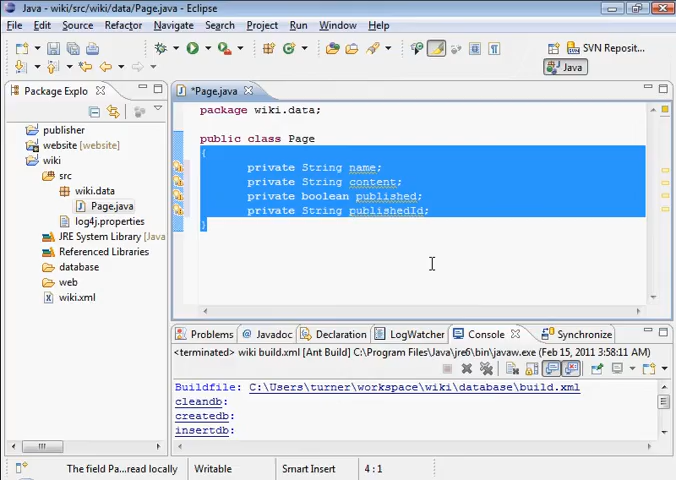 Java - wiki/src/wiki/data/Page.java - Eclipse
File Edit Source Refactor Navigate Search Project Run Window Help
SVN Reposit...
Java
Package Explo
*Page.java
package wiki.data;
public class Page
{
private String name;
private String content;
private boolean published;
private String publishedId;
}
publisher
website [website]
wiki
src
wiki.data
Page.java
log4j.properties
JRE System Library [Java
Referenced Libraries
database
web
wiki.xml
Problems @ Javadoc Declaration LogWatcher Console Synchronize
<terminated> wiki build.xml [Ant Build] C:\Program Files\Java\jre6\bin\javaw.exe (Feb 15, 2011 3:58:11 AM)
Buildfile: C:\Users\turner\workspace\wiki\database\build.xml
cleandb:
createdb:
insertdb:
The field Pa...read locally Writable Smart Insert 4 : 1